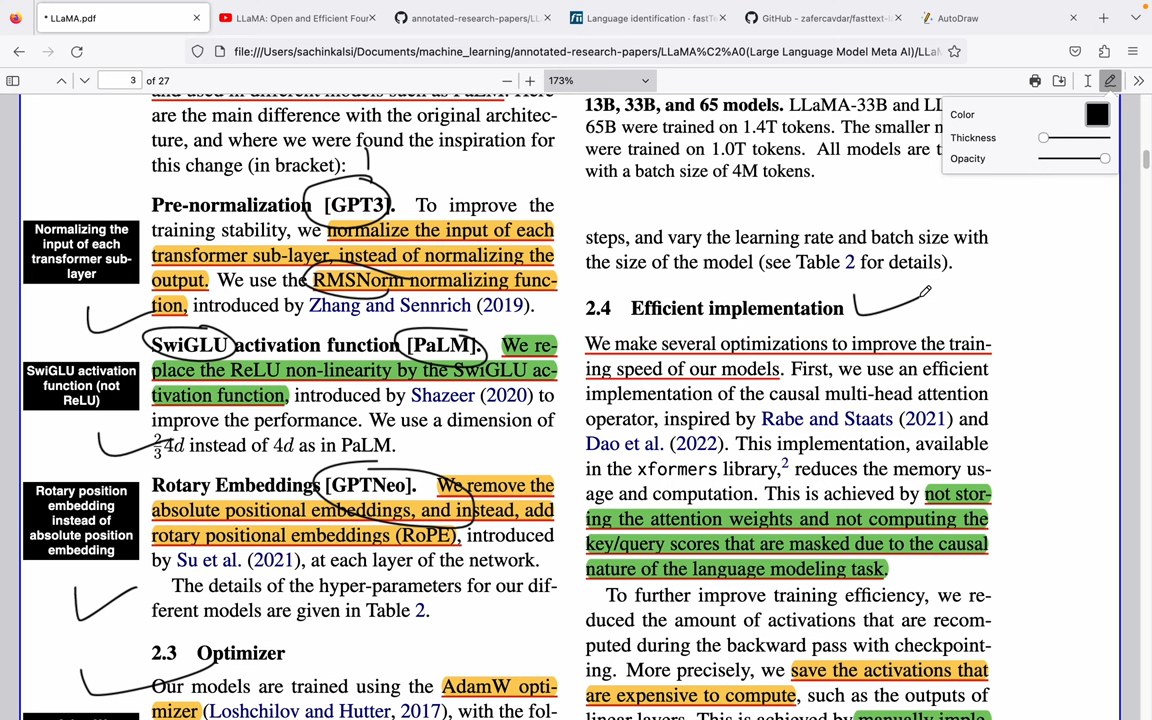 * LLaMA.pdf
LLaMA: Open and Efficient Four
annotated-research-papers/LL
Language identification · fastTe
GitHub - zafercavdar/fasttext-l
AutoDraw
file:///Users/sachinkalsi/Documents/machine_learning/annotated-research-papers/LLaMA%C2%A0(Large Language Model Meta AI)/LLa
3 of 27
173%
Color
Thickness
Opacity
and used in different models such as PaLM. Here
are the main difference with the original architec-
ture, and where we were found the inspiration for
this change (in bracket):
Pre-normalization [GPT3]. To improve the
training stability, we normalize the input of each
transformer sub-layer, instead of normalizing the
output. We use the RMSNorm normalizing func-
tion, introduced by Zhang and Sennrich (2019).
SwiGLU activation function [PaLM]. We re-
place the ReLU non-linearity by the SwiGLU ac-
tivation function, introduced by Shazeer (2020) to
improve the performance. We use a dimension of
2/3 4d instead of 4d as in PaLM.
Rotary Embeddings [GPTNeo]. We remove the
absolute positional embeddings, and instead, add
rotary positional embeddings (RoPE), introduced
by Su et al. (2021), at each layer of the network.
The details of the hyper-parameters for our dif-
ferent models are given in Table 2.
2.3 Optimizer
Our models are trained using the AdamW opti-
mizer (Loshchilov and Hutter, 2017), with the fol-
Normalizing the
input of each
transformer sub-
layer
SwiGLU activation
function (not
ReLU)
Rotary position
embedding
instead of
absolute position
embedding
13B, 33B, and 65 models. LLaMA-33B and LL
65B were trained on 1.4T tokens. The smaller m
were trained on 1.0T tokens. All models are t
with a batch size of 4M tokens.
steps, and vary the learning rate and batch size with
the size of the model (see Table 2 for details).
2.4 Efficient implementation
We make several optimizations to improve the train-
ing speed of our models. First, we use an efficient
implementation of the causal multi-head attention
operator, inspired by Rabe and Staats (2021) and
Dao et al. (2022). This implementation, available
in the xformers library,2 reduces the memory us-
age and computation. This is achieved by not stor-
ing the attention weights and not computing the
key/query scores that are masked due to the causal
nature of the language modeling task.
To further improve training efficiency, we re-
duced the amount of activations that are recom-
puted during the backward pass with checkpoint-
ing. More precisely, we save the activations that
are expensive to compute, such as the outputs of
linear layers. This is achieved by manually imple-